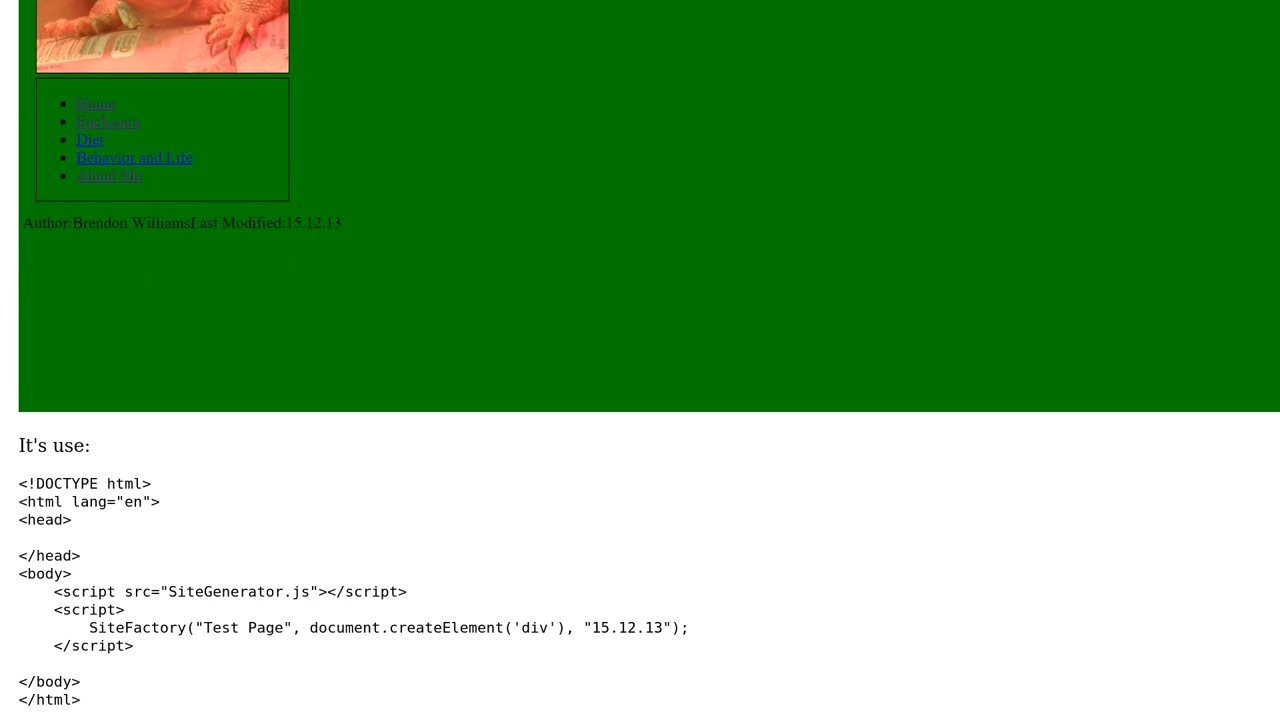 Home
Enclosure
Diet
Behavior and Life
About Me
Author:Brendon WilliamsLast Modified:15.12.13
It's use:
<!DOCTYPE html>
<html lang="en">
<head>
</head>
<body>
<script src="SiteGenerator.js"></script>
<script>
SiteFactory("Test Page", document.createElement('div'), "15.12.13");
</script>
</body>
</html>